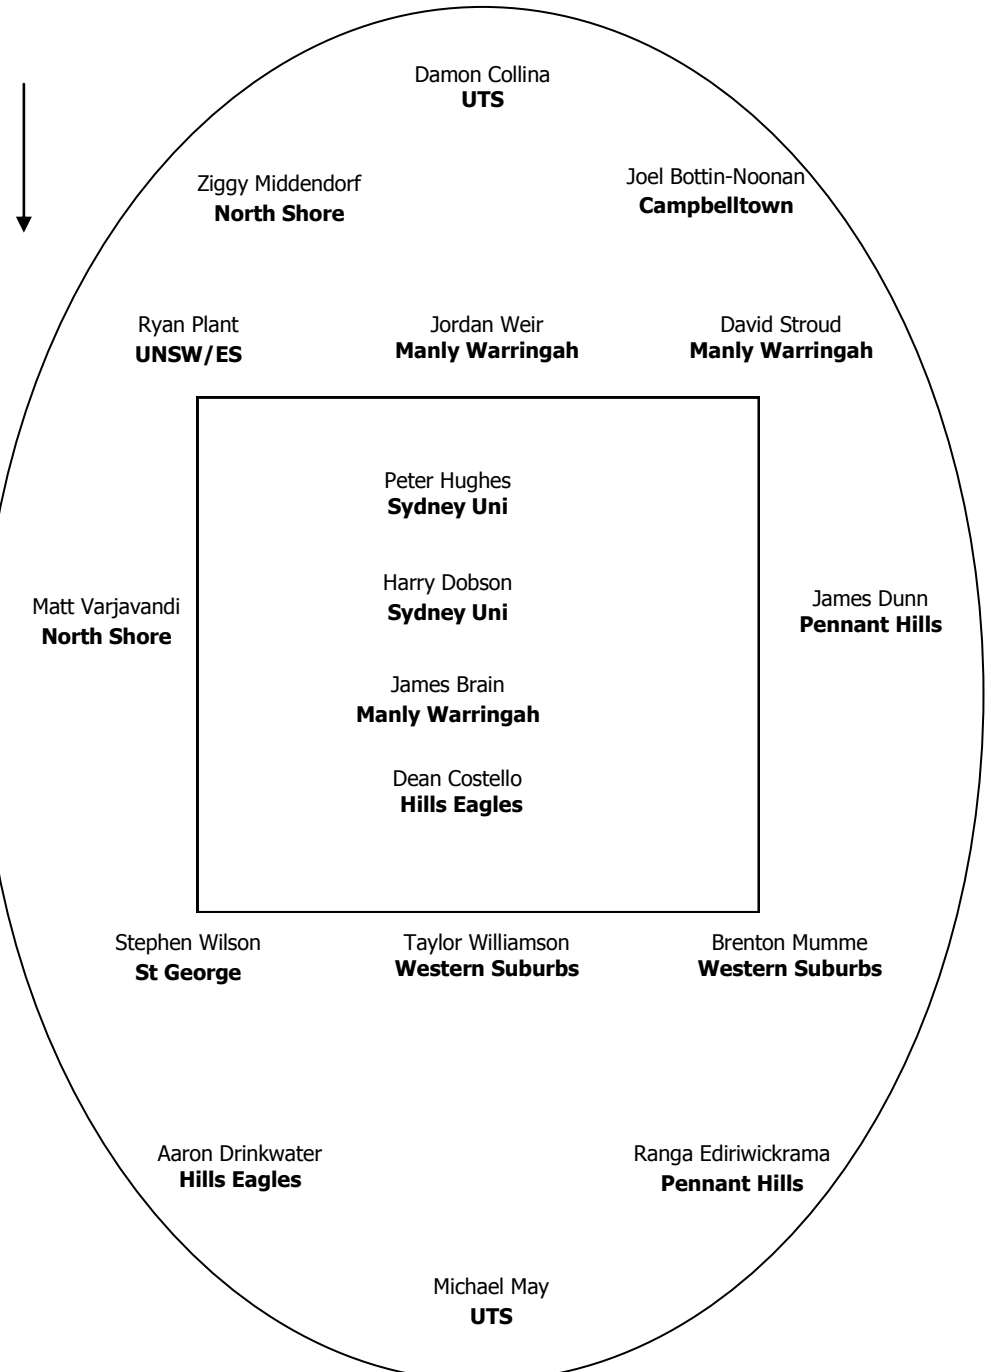 Damon Collina
UTS
Ziggy Middendorf
North Shore
Joel Bottin-Noonan
Campbelltown
Ryan Plant
UNSW/ES
Jordan Weir
Manly Warringah
David Stroud
Manly Warringah
Peter Hughes
Sydney Uni
Harry Dobson
Sydney Uni
Matt Varjavandi
North Shore
James Dunn
Pennant Hills
James Brain
Manly Warringah
Dean Costello
Hills Eagles
Stephen Wilson
St George
Taylor Williamson
Western Suburbs
Brenton Mumme
Western Suburbs
Aaron Drinkwater
Hills Eagles
Ranga Ediriwickrama
Pennant Hills
Michael May
UTS